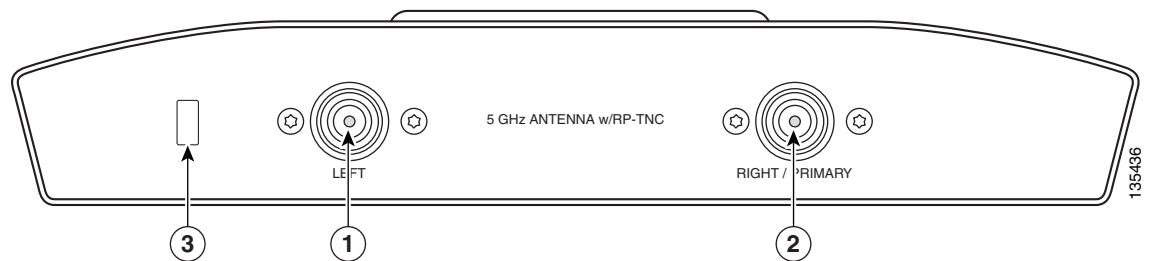 5 GHz ANTENNA w/RP-TNC
LEFT
RIGHT / PRIMARY
3
1
2
135436